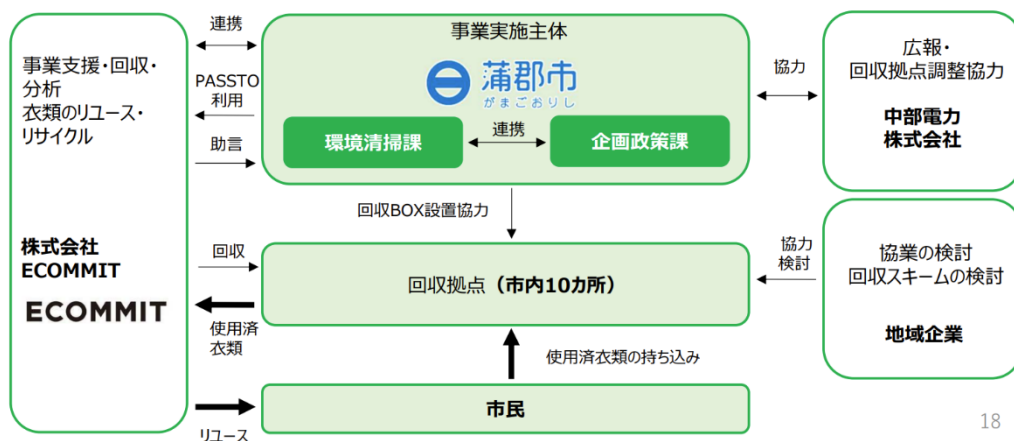 事業支援・回収・
分析
衣類のリユース・
リサイクル
株式会社
ECOMMIT
ECOMMIT
連携
PASSTO
利用
助言
回収
使用済
衣類
リユース
事業実施主体
蒲郡市
がまごおりし
環境清掃課
連携
企画政策課
回収BOX設置協力
回収拠点(市内10カ所)
使用済衣類の持ち込み
市民
協力
広報・
回収拠点調整協力
中部電力
株式会社
協力
検討
協業の検討
回収スキームの検討
地域企業
18